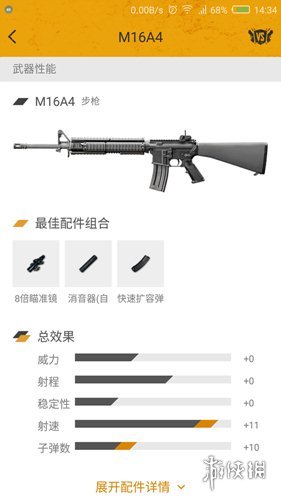 0.00B/s 68% 14:34
M16A4
VS
武器性能
M16A4 步枪
最佳配件组合
8倍瞄准镜 消音器(自 快速扩容弹
总效果
威力 +0
射程 +0
稳定性 +0
射速 +11
子弹数 +10
展开配件详情
游侠网